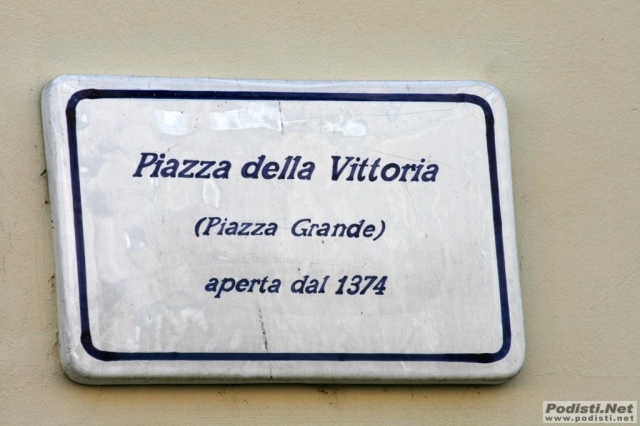 Piazza della Vittoria
(Piazza Grande)
aperta dal 1374
Podisti.Net
www.podisti.net